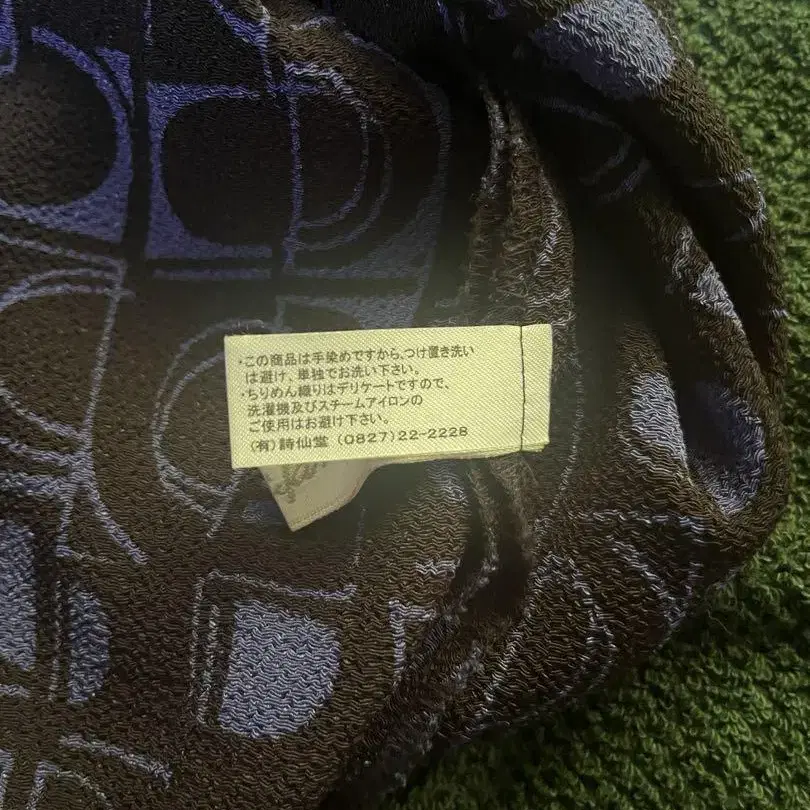 ・この商品は手染めですから、つけ置き洗い
は避け、単独でお洗い下さい。
・ちりめん織りはデリケートですので、
洗濯機及びスチームアイロンの
ご使用はお避け下さい。
(有)詩仙堂 (0827)22-2228